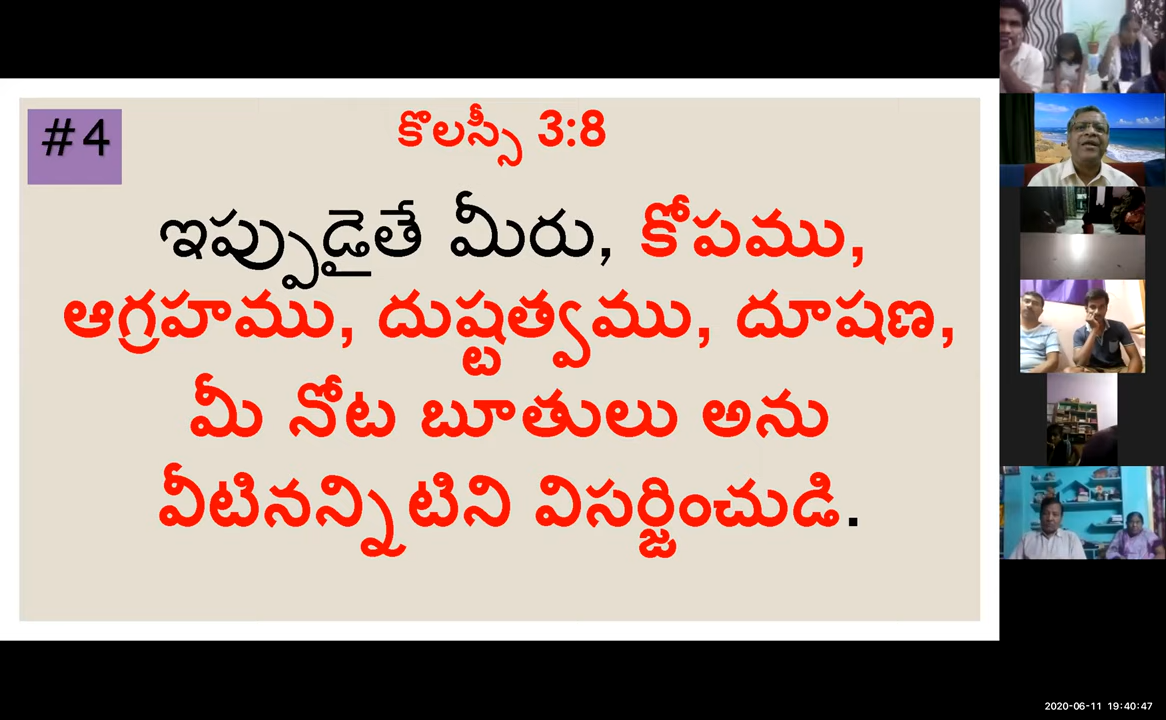 #4
కొలస్సీ 3:8
ఇప్పుడైతే మీరు, కోపము,
ఆగ్రహము, దుష్టత్వము, దూషణ,
మీ నోట బూతులు అను
వీటినన్నిటిని విసర్జించుడి.
2020-06-11 19:40:47